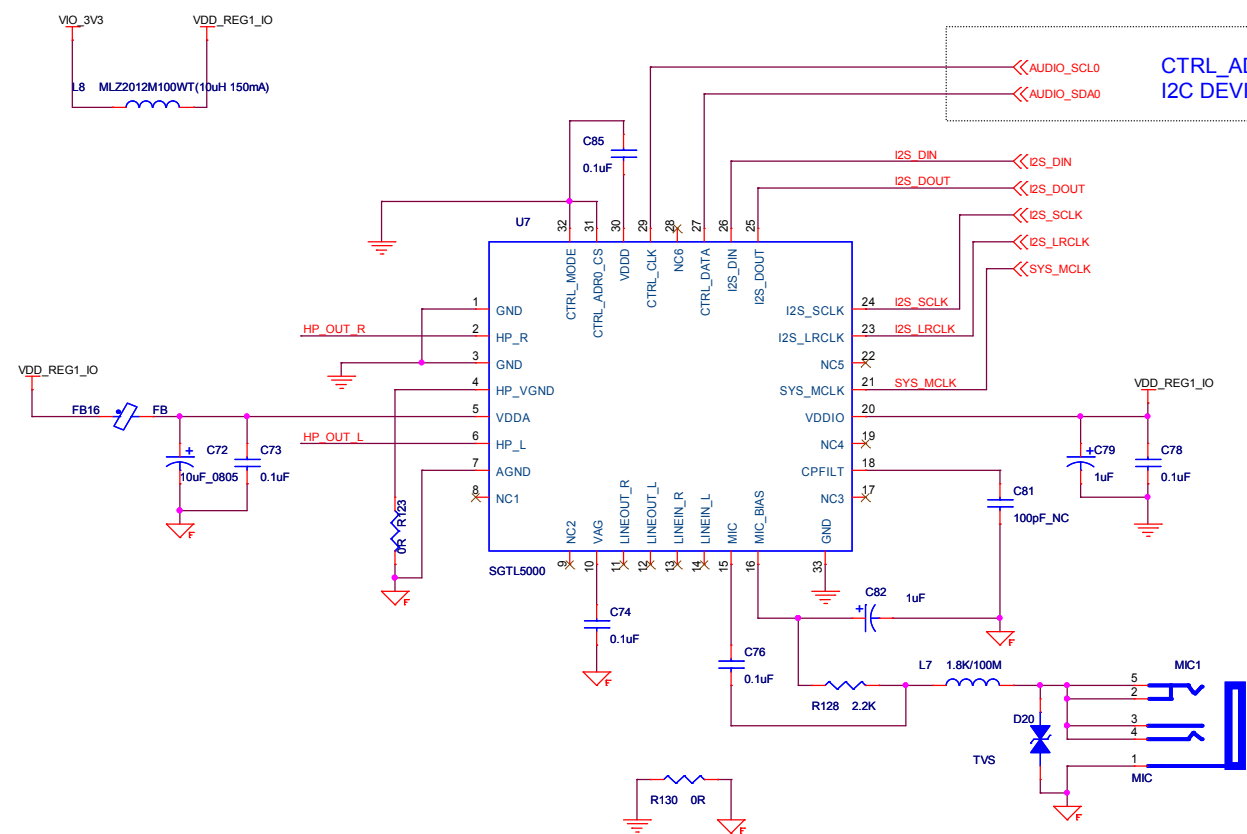 VIO_3V3
VDD_REG1_IO
L8 MLZ2012M100WT(10uH 150mA)
AUDIO_SCL0
AUDIO_SDA0
CTRL_AD
I2C DEVI
C85
0.1uF
I2S_DIN
I2S_DIN
I2S_DOUT
I2S_DOUT
I2S_SCLK
I2S_LRCLK
SYS_MCLK
U7
32
31
30
29
28
27
26
25
CTRL_MODE
CTRL_ADR0_CS
VDDD
CTRL_CLK
NC6
CTRL_DATA
I2S_DIN
I2S_DOUT
1 GND
HP_OUT_R 2 HP_R
3 GND
4 HP_VGND
5 VDDA
HP_OUT_L 6 HP_L
7 AGND
8 NC1
I2S_SCLK 24 I2S_SCLK
I2S_LRCLK 23 I2S_LRCLK
NC5 22
SYS_MCLK 21 SYS_MCLK
VDDIO 20
NC4 19
CPFILT 18
NC3 17
VDD_REG1_IO
FB16 FB
C72
10uF_0805
C73
0.1uF
VDD_REG1_IO
C79
1uF
C78
0.1uF
C81
100pF_NC
R123
0R
NC2
VAG
LINEOUT_R
LINEOUT_L
LINEIN_R
LINEIN_L
MIC
MIC_BIAS
GND
SGTL5000
9
10
11
12
13
14
15
16
33
C74
0.1uF
C82 1uF
C76
0.1uF
R128 2.2K
L7 1.8K/100M
MIC1
5
2
3
4
1
D20
TVS
MIC
R130 0R
F
F
F
F
F
F